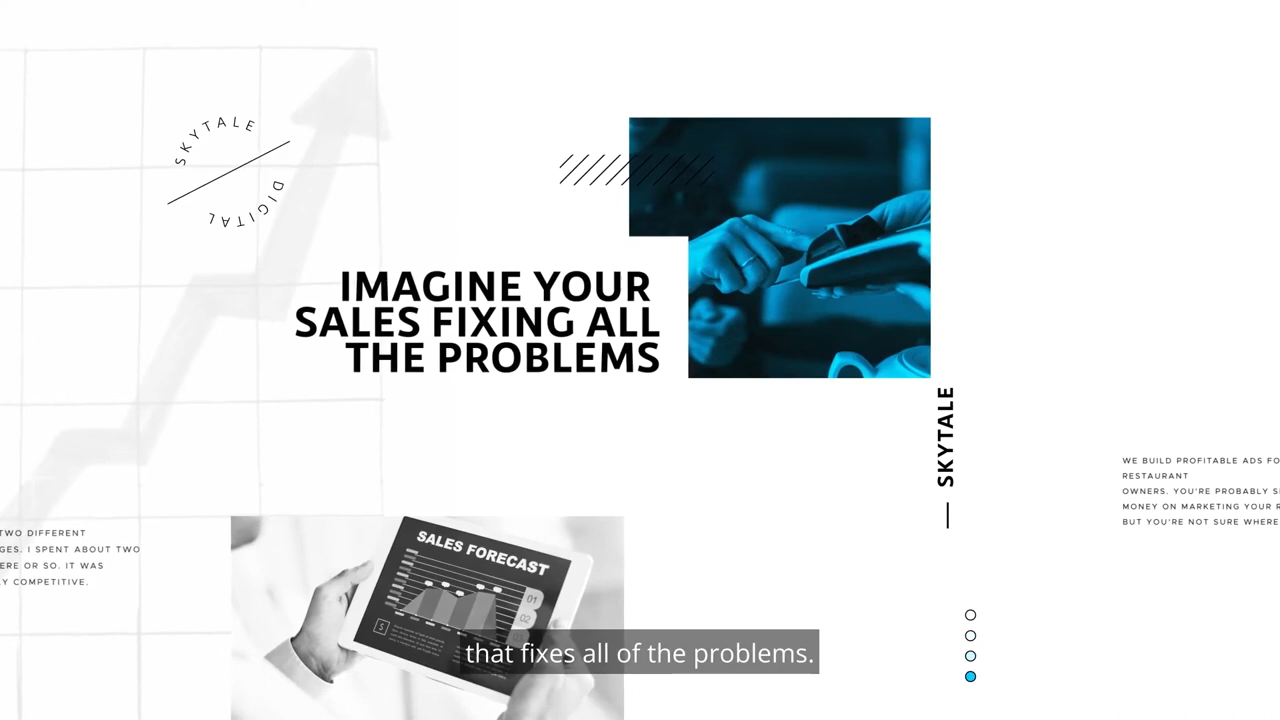 SKYTALE
DIGITAL
IMAGINE YOUR
SALES FIXING ALL
THE PROBLEMS
SKYTALE
WE BUILD PROFITABLE ADS FO
RESTAURANT
OWNERS. YOU'RE PROBABLY S
MONEY ON MARKETING YOUR R
BUT YOU'RE NOT SURE WHERE
TWO DIFFERENT
GES. I SPENT ABOUT TWO
ERE OR SO. IT WAS
LY COMPETITIVE.
SALES FORECAST
01
02
that fixes all of the problems.